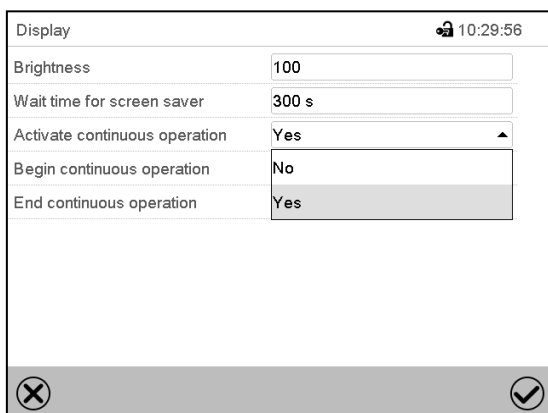 Display 10:29:56
Brightness 100
Wait time for screen saver 300 s
Activate continuous operation Yes
Begin continuous operation No
End continuous operation Yes